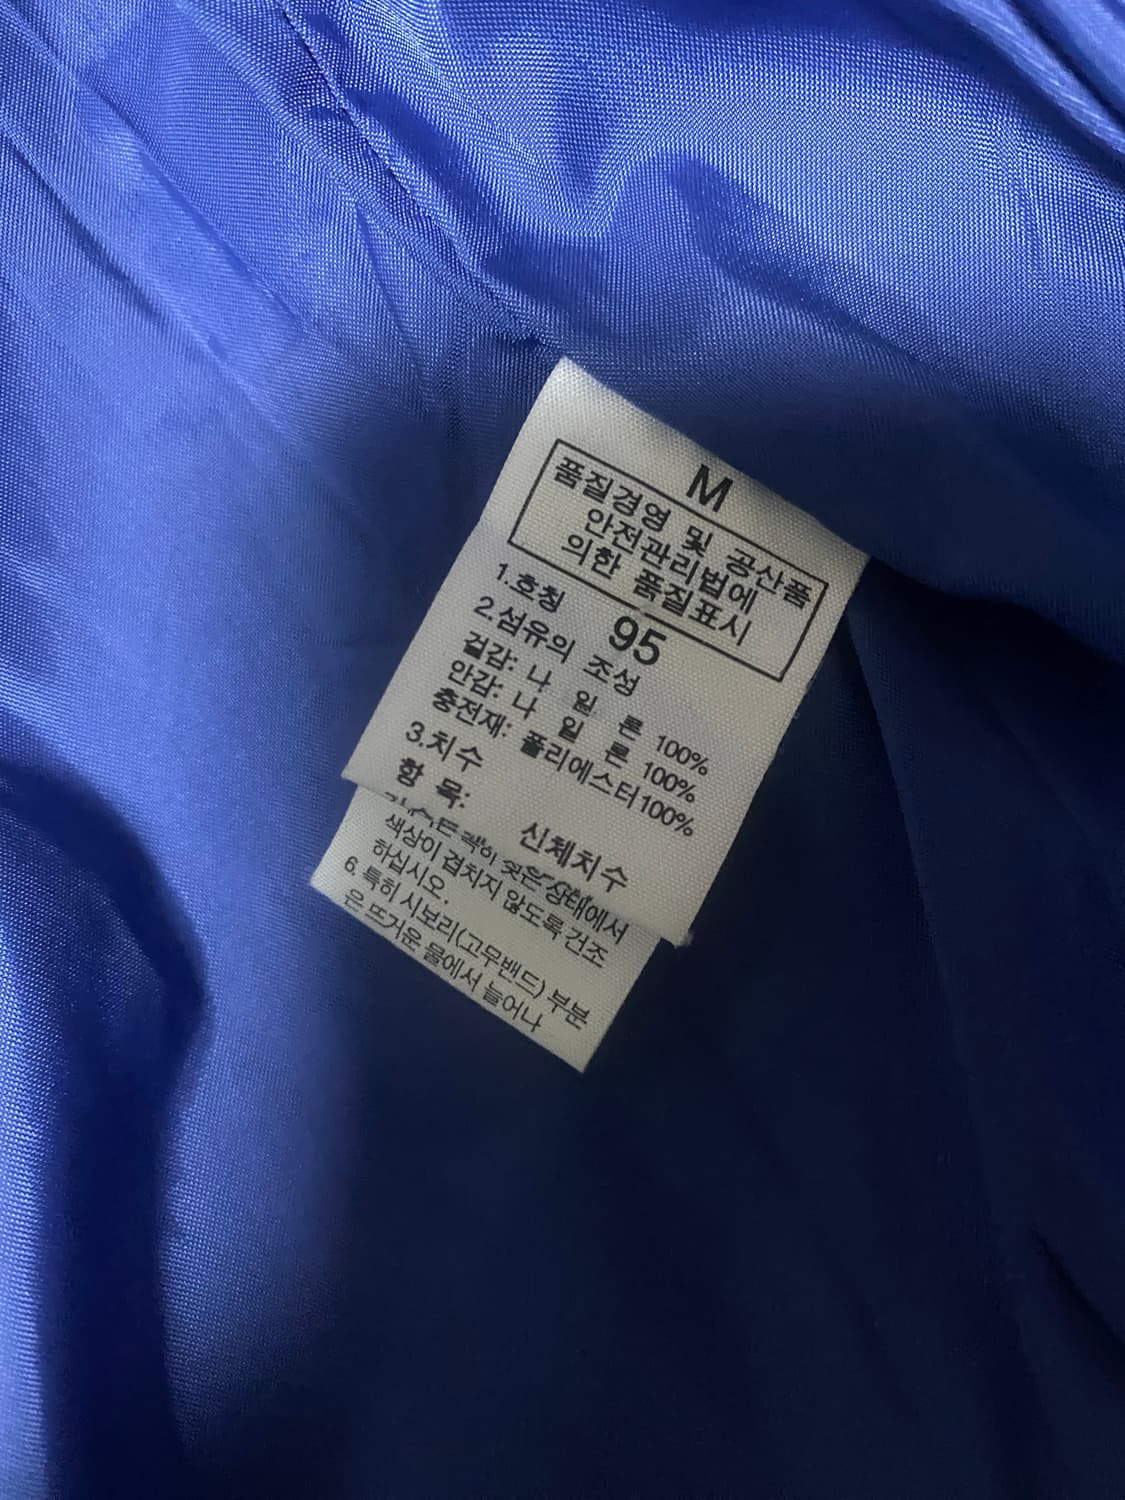 M
품질경영 및 공산품
안전관리법에
의한 품질표시
1.호칭 95
2.섬유의 조성
겉감: 나 일 론 100%
안감: 나 일 론 100%
충전재: 폴리에스터100%
3.치수
항 목: 신체치수
상태에서
색상이 겹치지 않도록 건조
하십시오.
6. 특히 시보리(고무밴드) 부분
은 뜨거운 물에서 늘어나